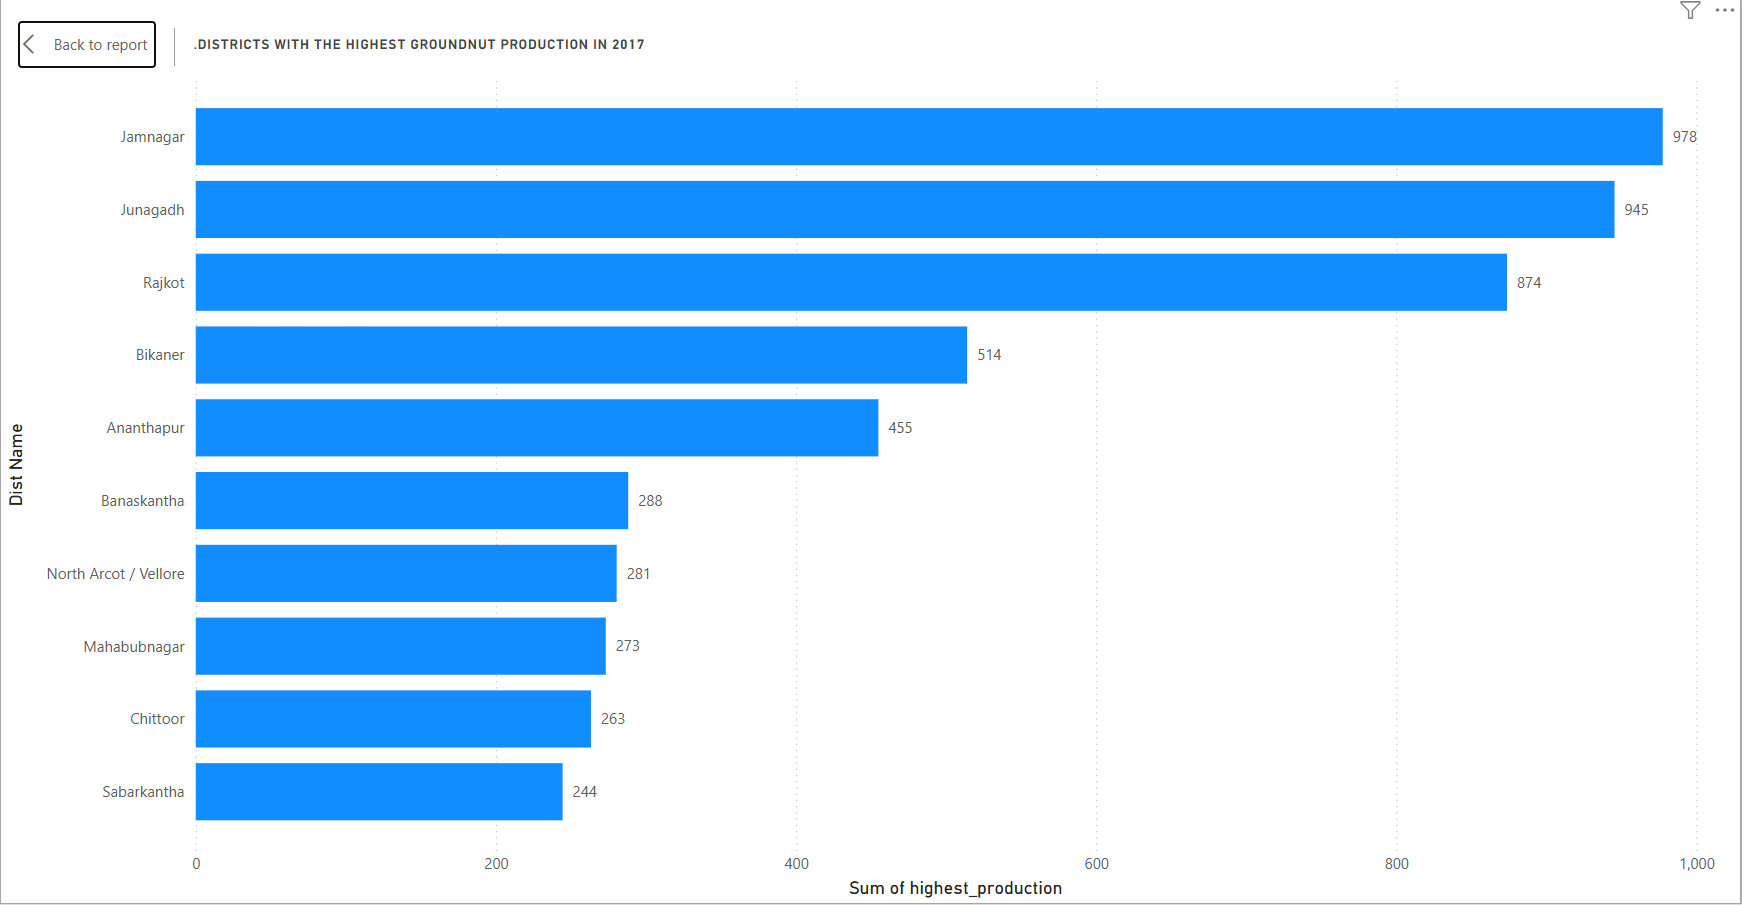 Back to report
.DISTRICTS WITH THE HIGHEST GROUNDNUT PRODUCTION IN 2017
Dist Name
Jamnagar 978
Junagadh 945
Rajkot 874
Bikaner 514
Ananthapur 455
Banaskantha 288
North Arcot / Vellore 281
Mahabubnagar 273
Chittoor 263
Sabarkantha 244
0 200 400 600 800 1,000
Sum of highest_production